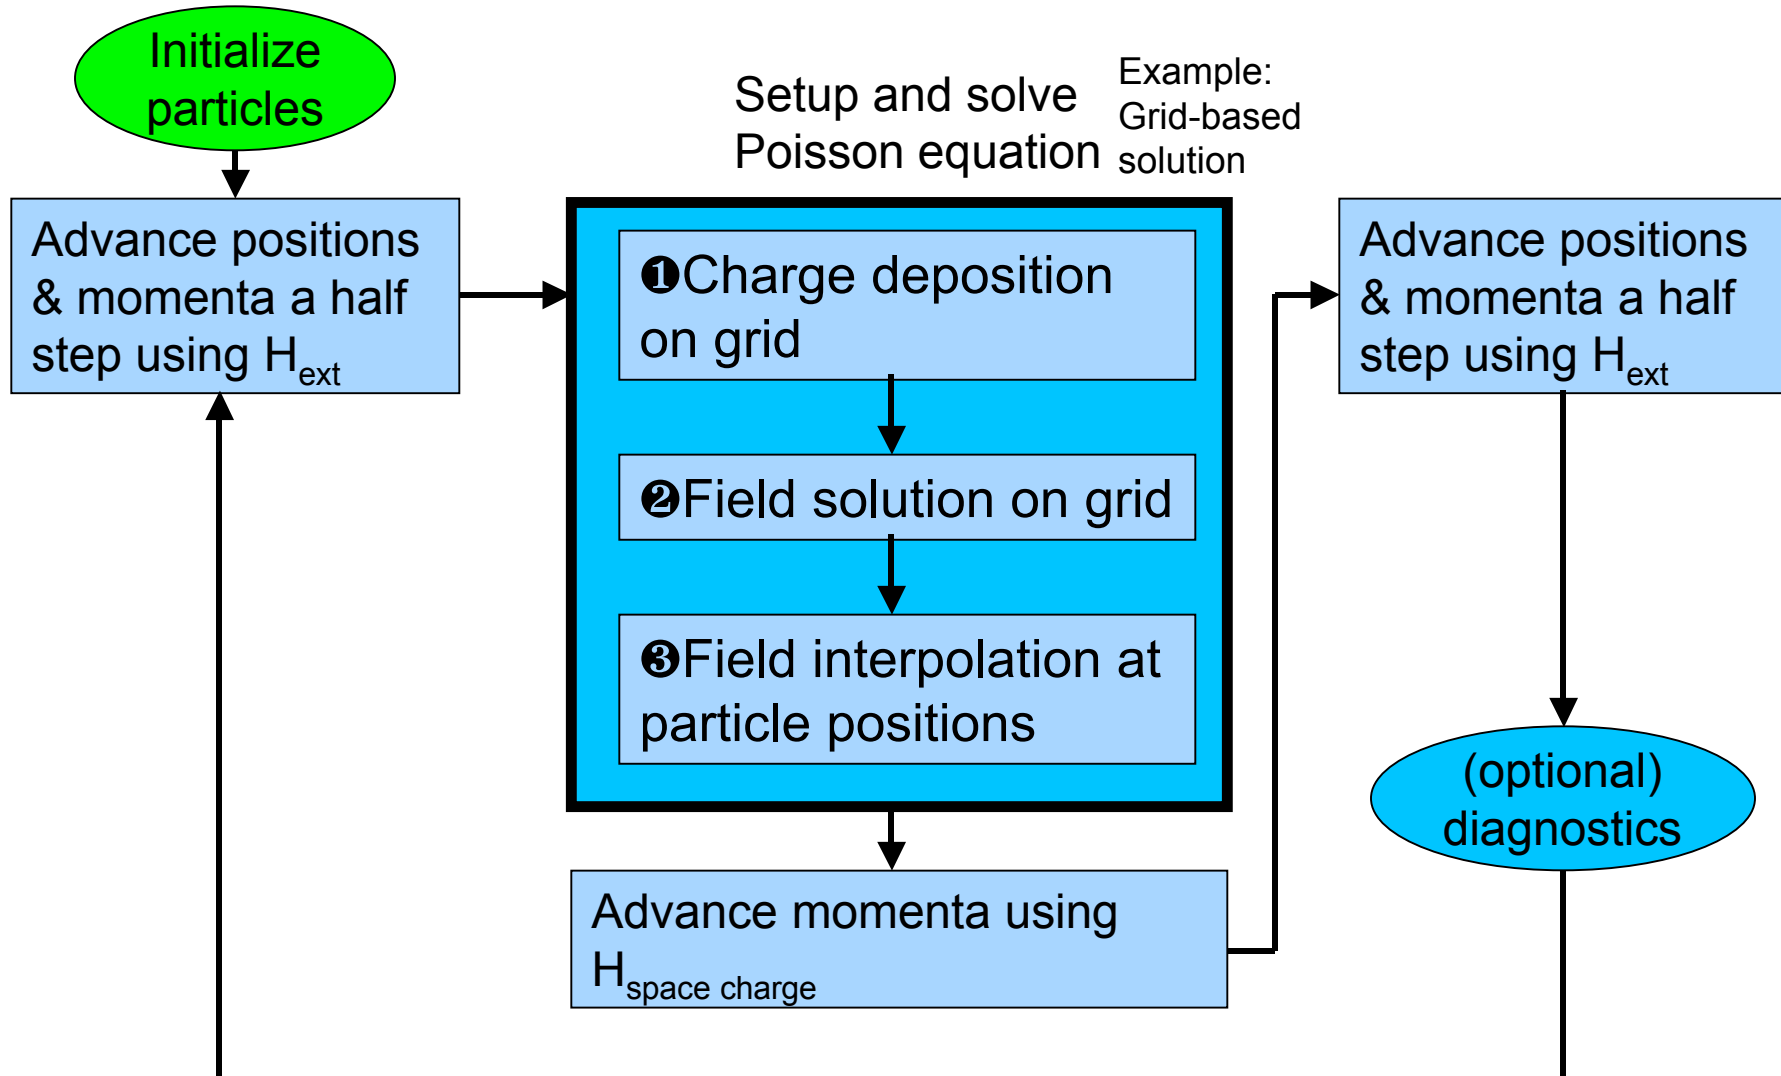 Initialize
particles
Setup and solve
Poisson equation
Example:
Grid-based
solution
Advance positions
& momenta a half
step using Hext
❶Charge deposition
on grid
❷Field solution on grid
❸Field interpolation at
particle positions
Advance momenta using
Hspace charge
Advance positions
& momenta a half
step using Hext
(optional)
diagnostics